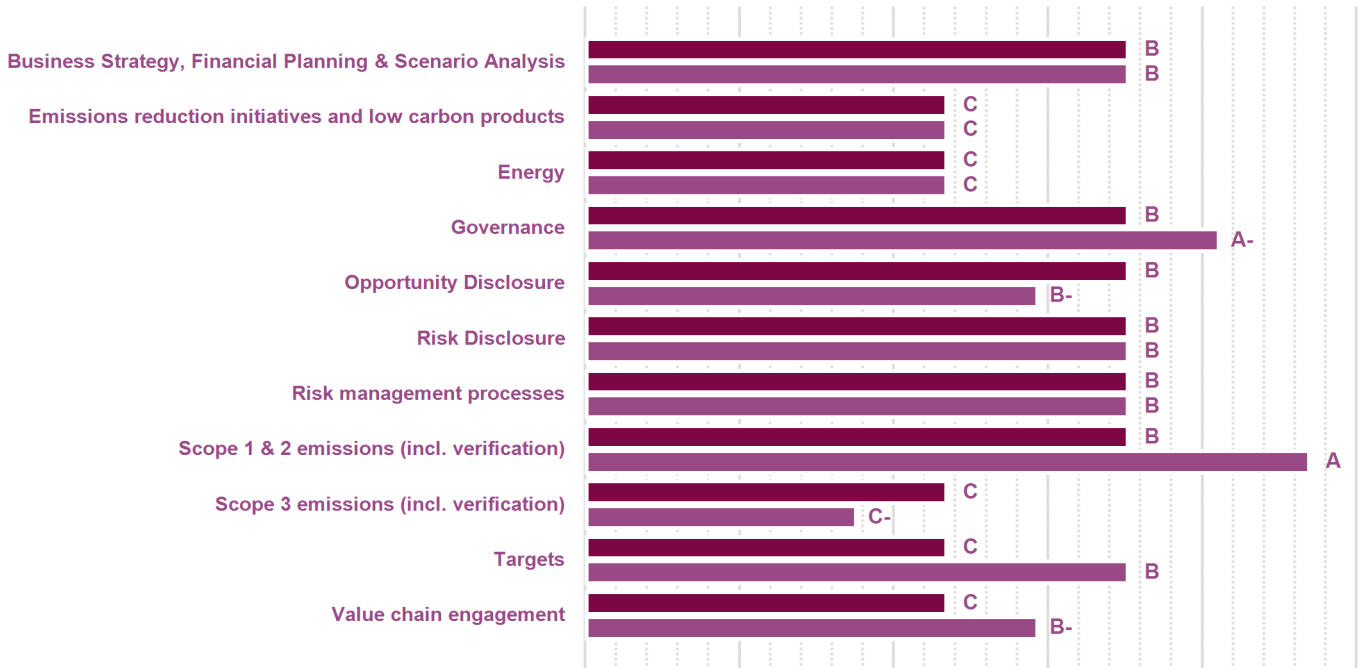 Business Strategy, Financial Planning & Scenario Analysis
B
B
Emissions reduction initiatives and low carbon products
C
C
Energy
C
C
Governance
B
A-
Opportunity Disclosure
B
B-
Risk Disclosure
B
B
Risk management processes
B
B
Scope 1 & 2 emissions (incl. verification)
B
A
Scope 3 emissions (incl. verification)
C
C-
Targets
C
B
Value chain engagement
C
B-